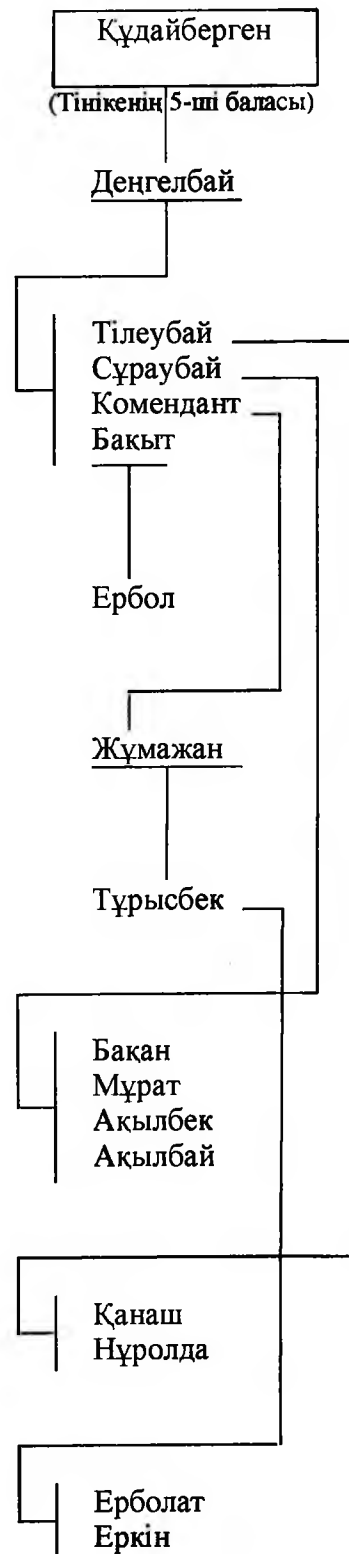 Құдайберген
(Тінікенің 5-ші баласы)
Деңгелбай
Тілеубай
Сұраубай
Комендант
Бақыт
Ербол
Жұмажан
Тұрысбек
Бақан
Мұрат
Ақылбек
Ақылбай
Қанаш
Нұролда
Ерболат
Еркін